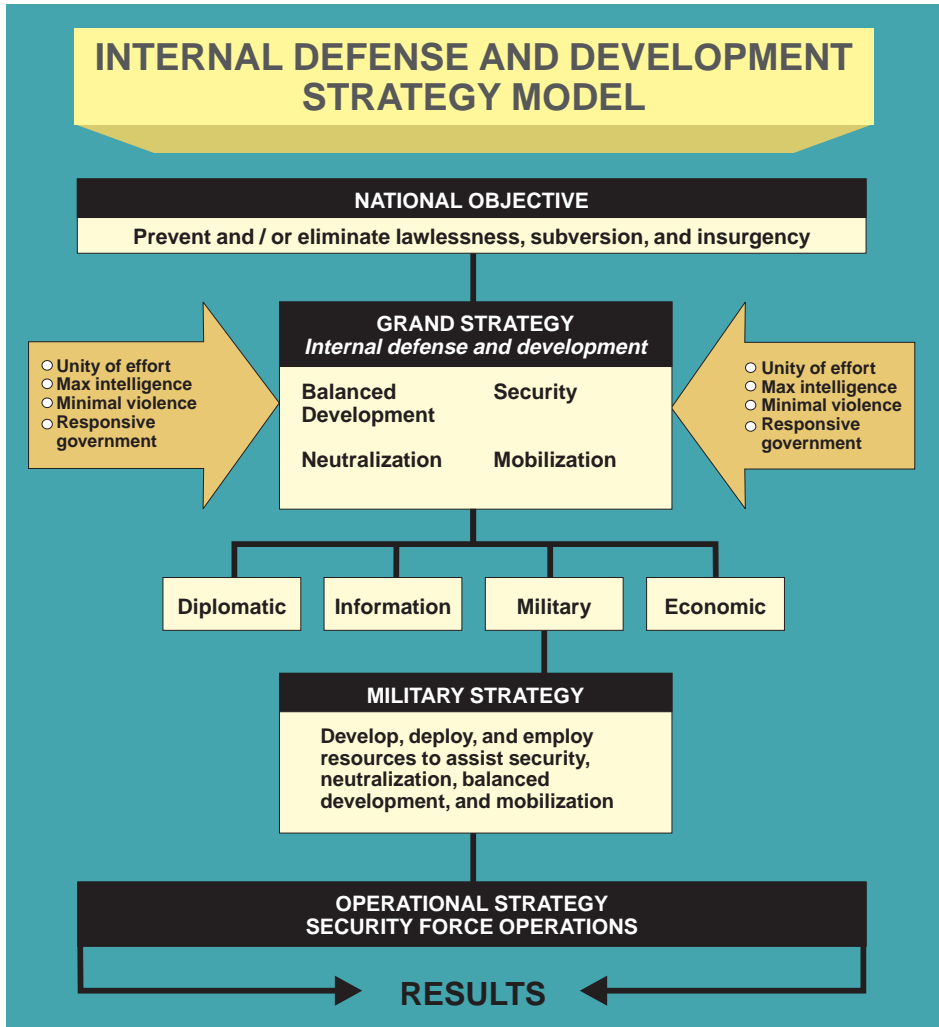 INTERNAL DEFENSE AND DEVELOPMENT
STRATEGY MODEL
NATIONAL OBJECTIVE
Prevent and / or eliminate lawlessness, subversion, and insurgency
GRAND STRATEGY
Internal defense and development
Unity of effort
Max intelligence
Minimal violence
Responsive
government
Balanced
Development
Security
Neutralization
Mobilization
Unity of effort
Max intelligence
Minimal violence
Responsive
government
Diplomatic
Information
Military
Economic
MILITARY STRATEGY
Develop, deploy, and employ
resources to assist security,
neutralization, balanced
development, and mobilization
OPERATIONAL STRATEGY
SECURITY FORCE OPERATIONS
RESULTS